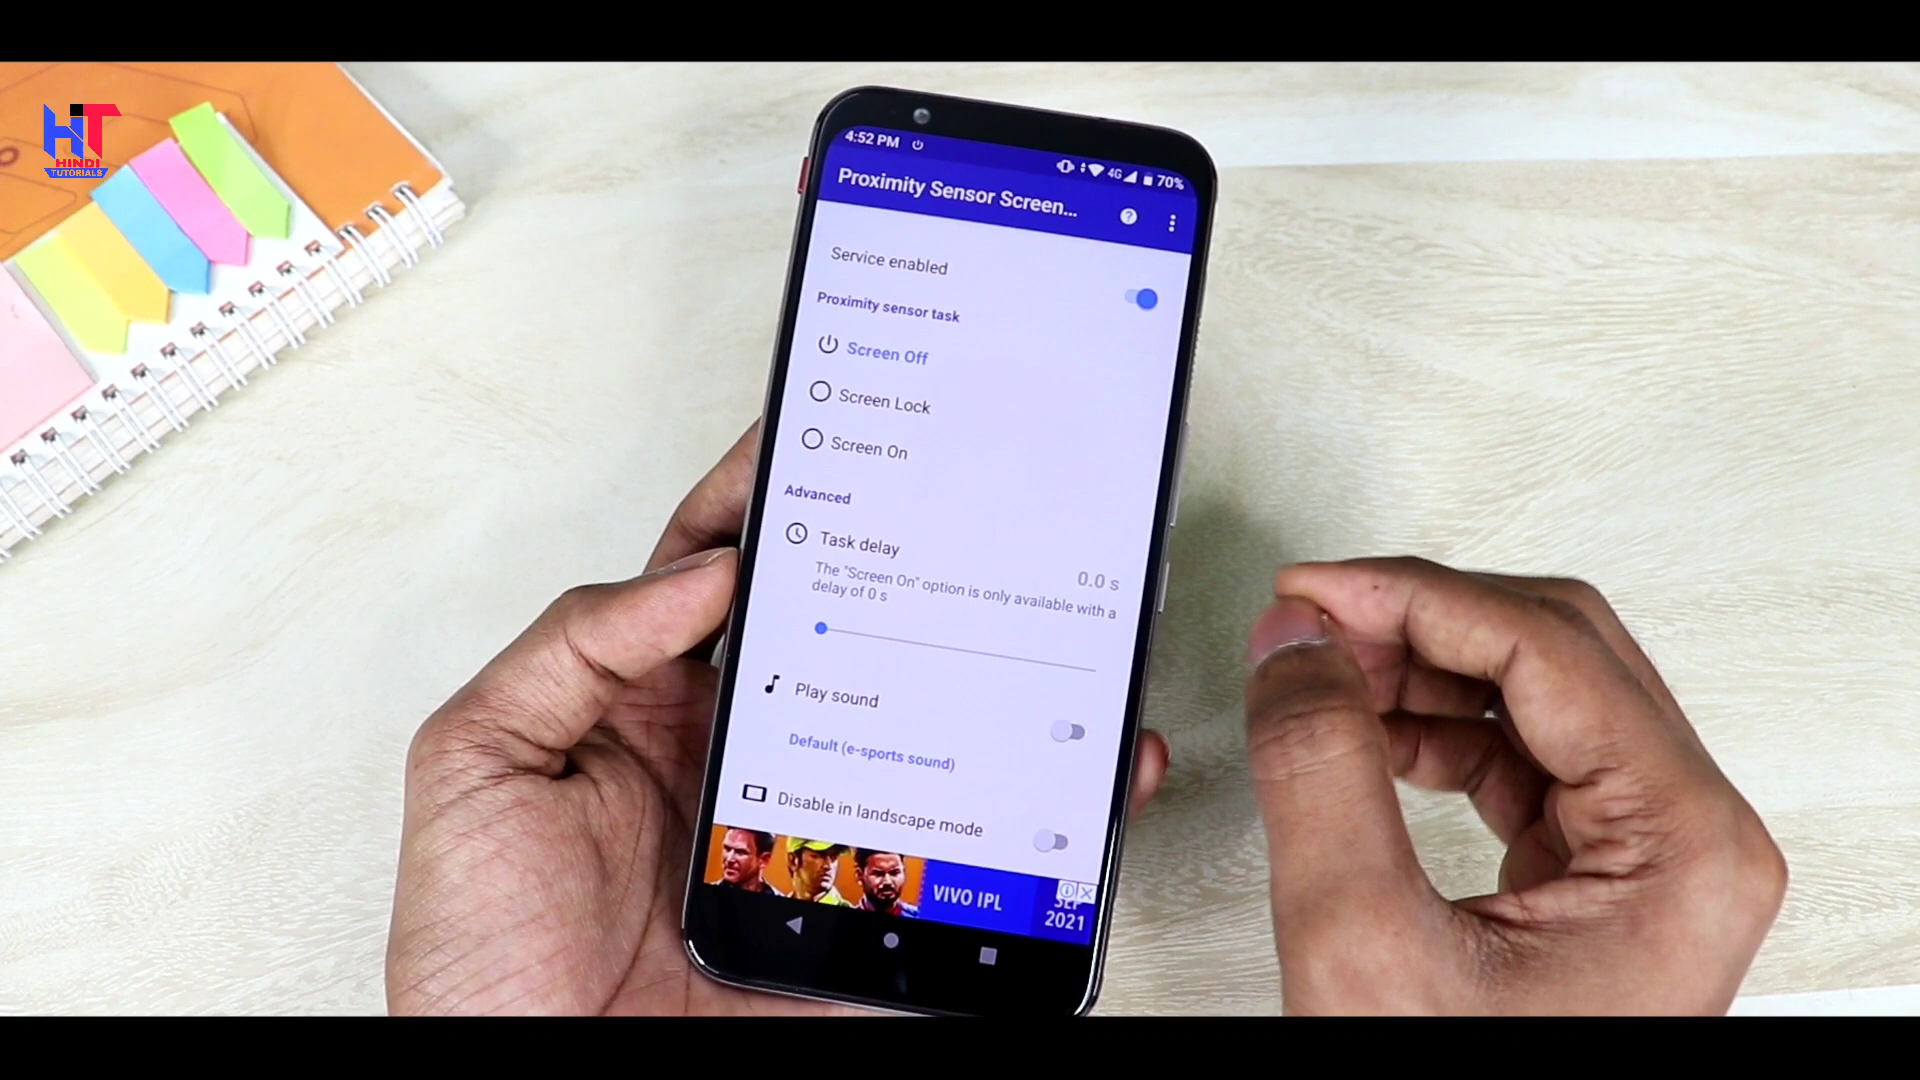 HT
HINDI
TUTORIALS
4:52 PM
4G 70%
Proximity Sensor Screen...
Service enabled
Proximity sensor task
Screen Off
Screen Lock
Screen On
Advanced
Task delay
0.0 s
The "Screen On" option is only available with a
delay of 0 s
Play sound
Default (e-sports sound)
Disable in landscape mode
VIVO IPL
SEP
2021